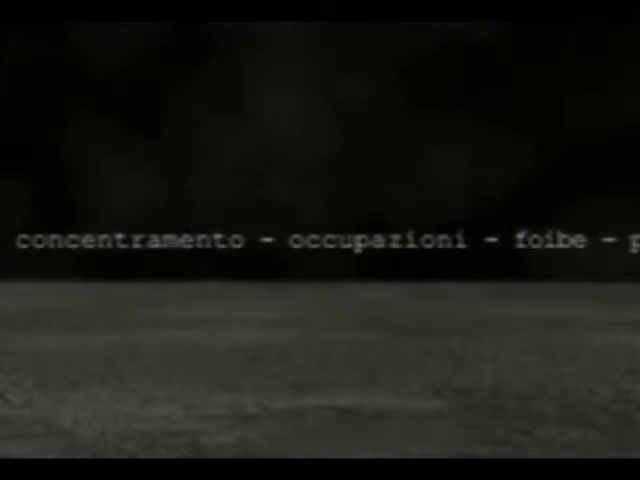 concentramento - occupazioni - foibe - p